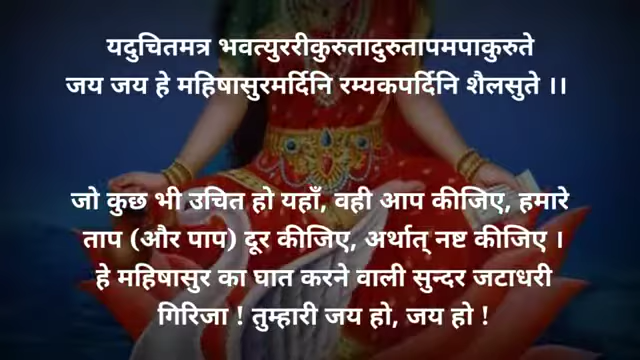 यदुचितमत्र भवत्युररीकुरुतादुरुतापमपाकुरुते
जय जय हे महिषासुरमर्दिनि रम्यकपर्दिनि शैलसुते ।।
जो कुछ भी उचित हो यहाँ, वही आप कीजिए, हमारे
ताप (और पाप) दूर कीजिए, अर्थात् नष्ट कीजिए ।
हे महिषासुर का घात करने वाली सुन्दर जटाधरी
गिरिजा ! तुम्हारी जय हो, जय हो !